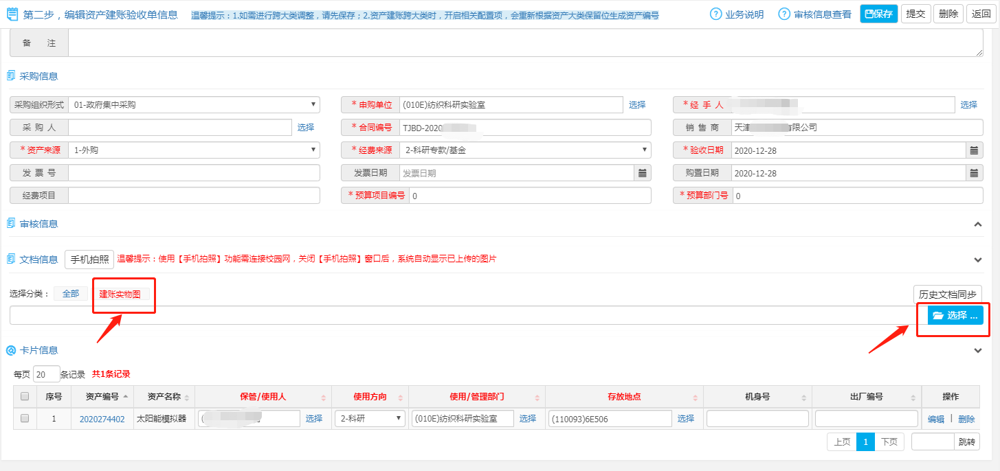 第二步，编辑资产建账验收单信息 温馨提示：1.如需进行跨大类调整，请先保存；2.资产建账跨大类时，开启相关配置项，会重新根据资产大类保留位生成资产编号 业务说明 审核信息查看 保存 提交 删除 返回
备 注
采购信息
采购组织形式 01-政府集中采购 * 申购单位 (010E)纺织科研实验室 选择 * 经 手 人 选择
采 购 人 选择 * 合同编号 TJBD-2020 销 售 商 天津 有限公司
* 资产来源 1-外购 * 经费来源 2-科研专款/基金 * 验收日期 2020-12-28
发 票 号 发票日期 发票日期 购置日期 2020-12-28
经费项目 * 预算项目编号 0 * 预算部门号 0
审核信息
文档信息 手机拍照 温馨提示：使用【手机拍照】功能需连接校园网，关闭【手机拍照】窗口后，系统自动显示已上传的图片
选择分类： 全部 建账实物图 历史文档同步
选择 ...
卡片信息
每页 20 条记录 共1条记录
序号 资产编号 资产名称 保管/使用人 使用方向 使用/管理部门 存放地点 机身号 出厂编号 操作
1 2020274402 太阳能模拟器 ( 选择 2-科研 (010E)纺织科研实验室 选择 (110093)6E506 选择 编辑 | 删除
上页 1 下页 跳转